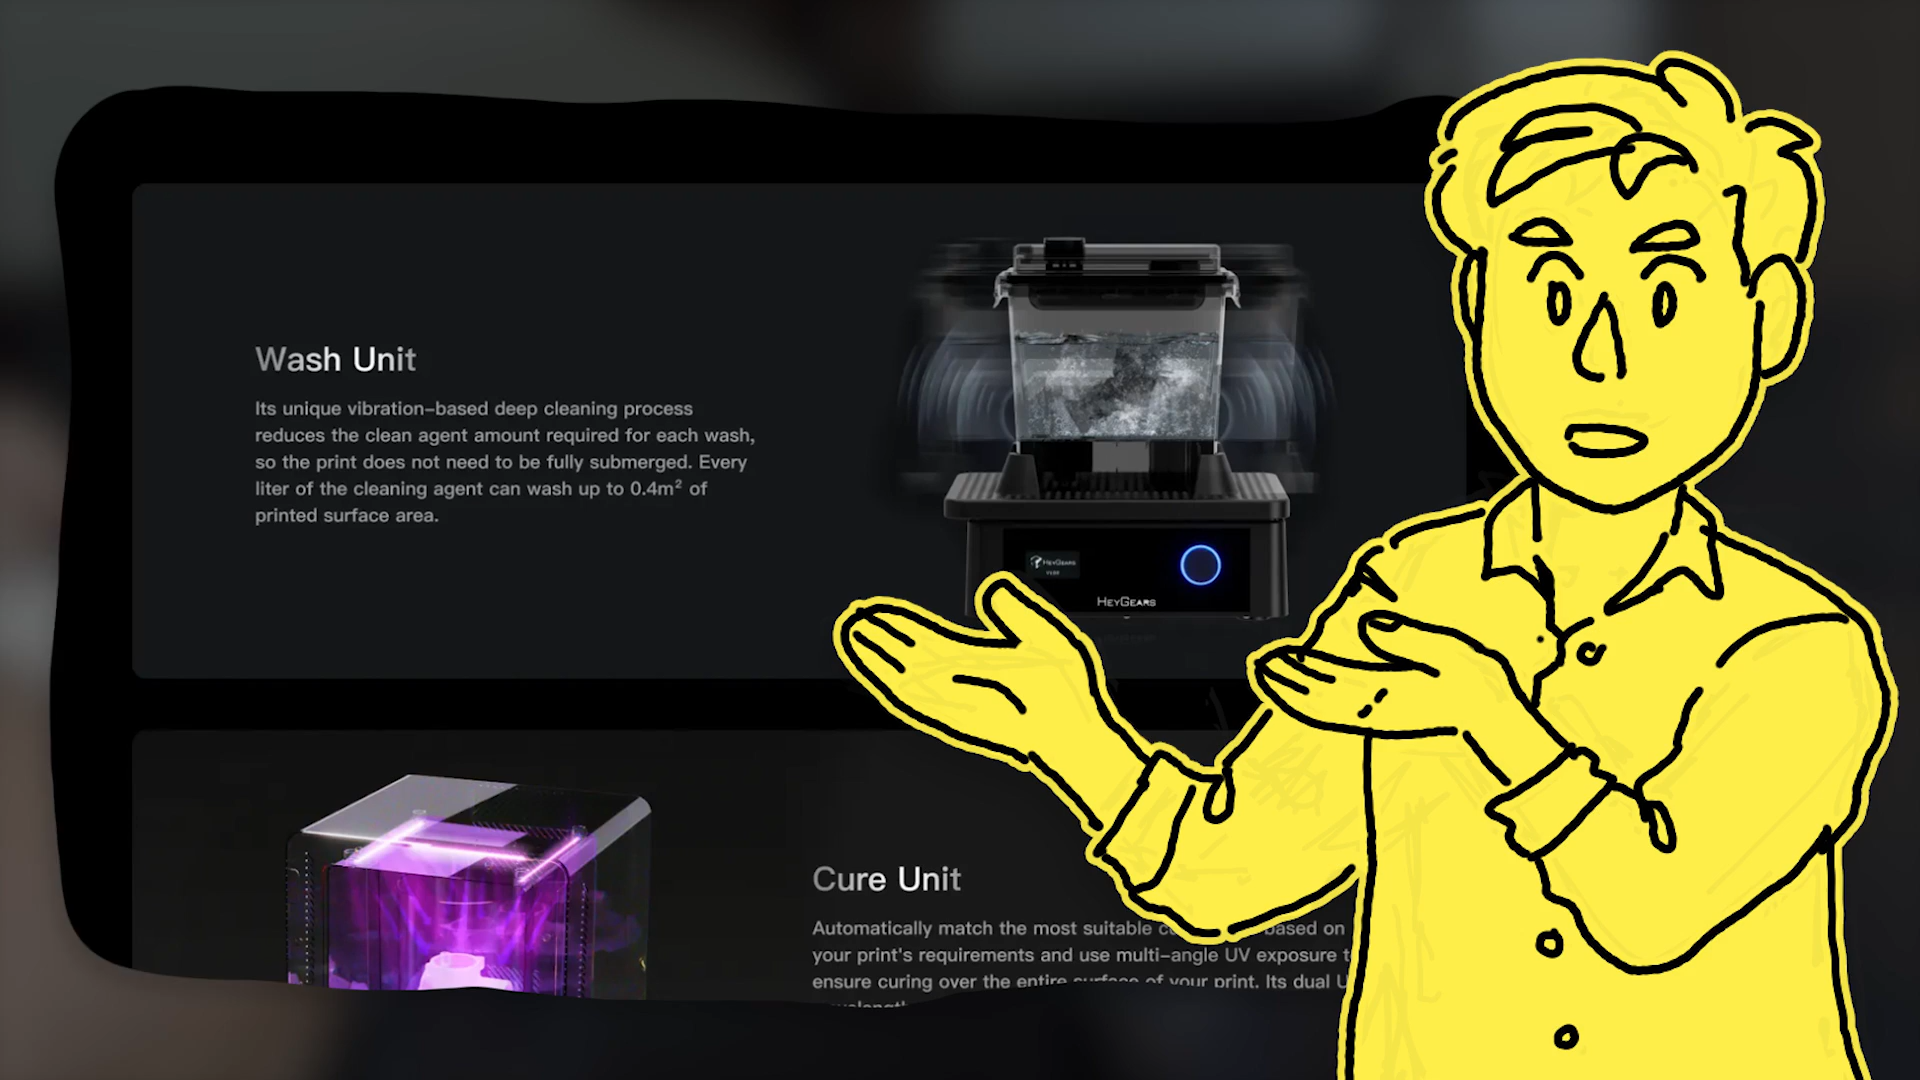 Wash Unit
Its unique vibration-based deep cleaning process
reduces the clean agent amount required for each wash,
so the print does not need to be fully submerged. Every
liter of the cleaning agent can wash up to 0.4m² of
printed surface area.
HEYGEARS
HEYGEARS
Cure Unit
Automatically match the most suitable based on
your print's requirements and use multi-angle UV exposure
ensure curing over the entire surface of your print. Its dual